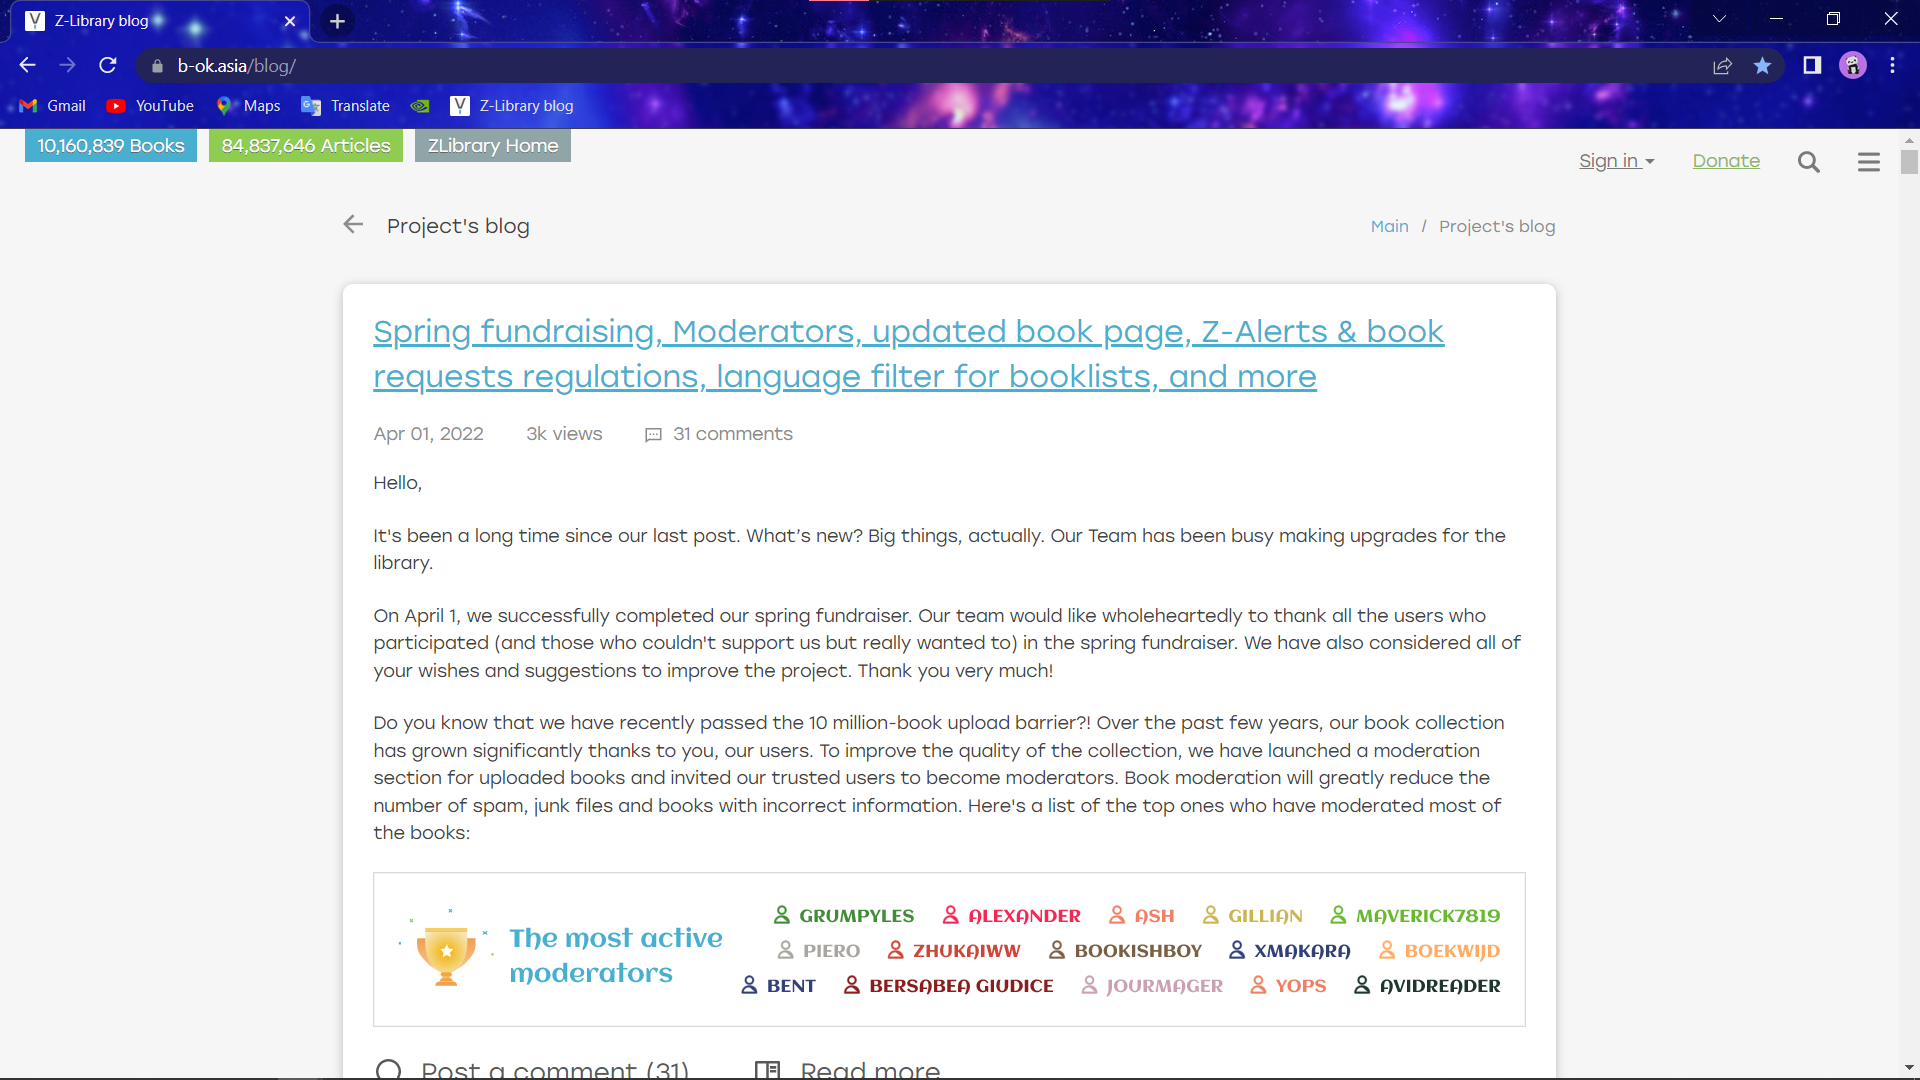 Z-Library blog
b-ok.asia/blog/
Gmail YouTube Maps Translate Z-Library blog
10,160,839 Books 84,837,646 Articles ZLibrary Home
Sign in Donate
Project's blog
Main / Project's blog
Spring fundraising, Moderators, updated book page, Z-Alerts & book
requests regulations, language filter for booklists, and more
Apr 01, 2022 3k views 31 comments
Hello,
It's been a long time since our last post. What’s new? Big things, actually. Our Team has been busy making upgrades for the
library.
On April 1, we successfully completed our spring fundraiser. Our team would like wholeheartedly to thank all the users who
participated (and those who couldn't support us but really wanted to) in the spring fundraiser. We have also considered all of
your wishes and suggestions to improve the project. Thank you very much!
Do you know that we have recently passed the 10 million-book upload barrier?! Over the past few years, our book collection
has grown significantly thanks to you, our users. To improve the quality of the collection, we have launched a moderation
section for uploaded books and invited our trusted users to become moderators. Book moderation will greatly reduce the
number of spam, junk files and books with incorrect information. Here's a list of the top ones who have moderated most of
the books:
The most active
moderators
GRUMPYLES ALEXANDER ASH GILLIAN MAVERICK7819
PIERO ZHUKAIWW BOOKISHBOY XMAKARA BOEKWIJD
BENT BERSABEA GIUDICE JOURMAGER YOPS AVIDREADER
Post a comment (31) Read more